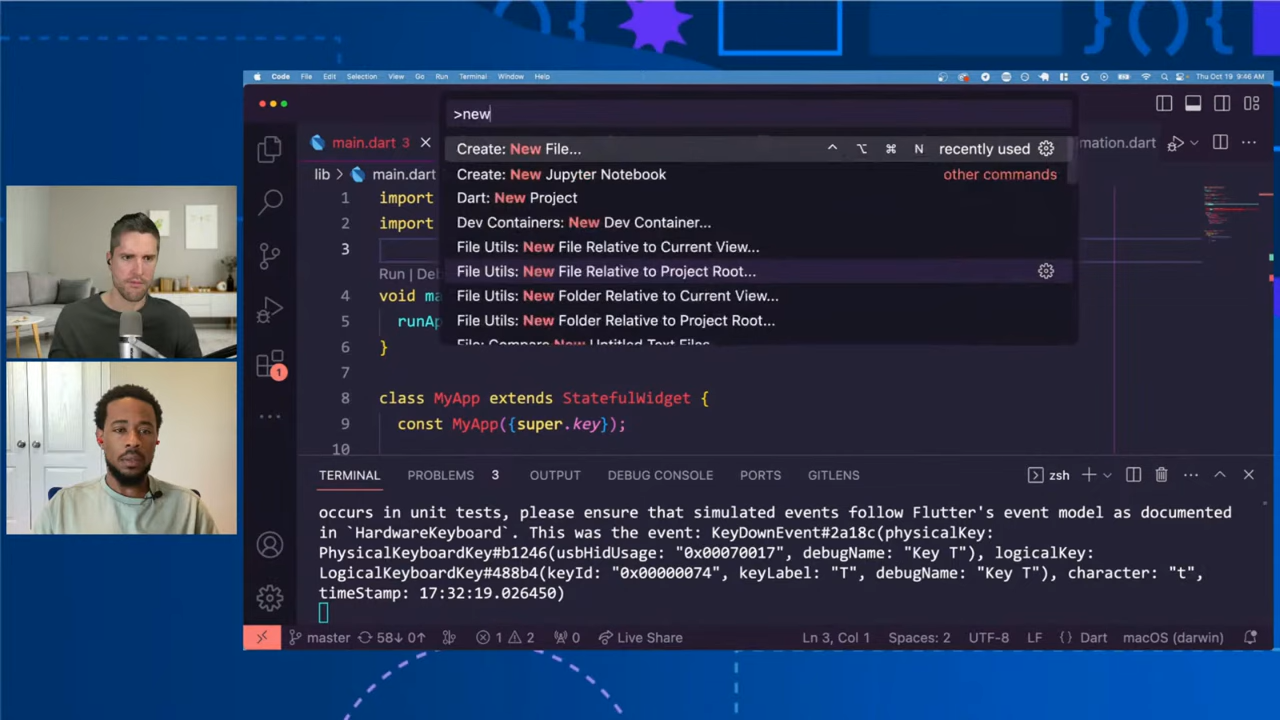 Code File Edit Selection View Go Run Terminal Window Help
Thu Oct 19 9:46 AM
>new
main.dart 3
mation.dart
Create: New File...
N recently used
lib > main.dart
Create: New Jupyter Notebook
other commands
1 import
Dart: New Project
2 import
Dev Containers: New Dev Container...
3
File Utils: New File Relative to Current View...
Run | De
File Utils: New File Relative to Project Root...
4 void ma
File Utils: New Folder Relative to Current View...
5 runAp
File Utils: New Folder Relative to Project Root...
6 }
File: Compare New Untitled Text Files
7
8 class MyApp extends StatefulWidget {
9 const MyApp({super.key});
10
1
TERMINAL PROBLEMS 3 OUTPUT DEBUG CONSOLE PORTS GITLENS
zsh
occurs in unit tests, please ensure that simulated events follow Flutter's event model as documented
in `HardwareKeyboard`. This was the event: KeyDownEvent#2a18c(physicalKey:
PhysicalKeyboardKey#b1246(usbHidUsage: "0x00070017", debugName: "Key T"), logicalKey:
LogicalKeyboardKey#488b4(keyId: "0x00000074", keyLabel: "T", debugName: "Key T"), character: "t",
timeStamp: 17:32:19.026450)
master 58↓ 0↑ 1 2 0 Live Share
Ln 3, Col 1 Spaces: 2 UTF-8 LF {} Dart macOS (darwin)